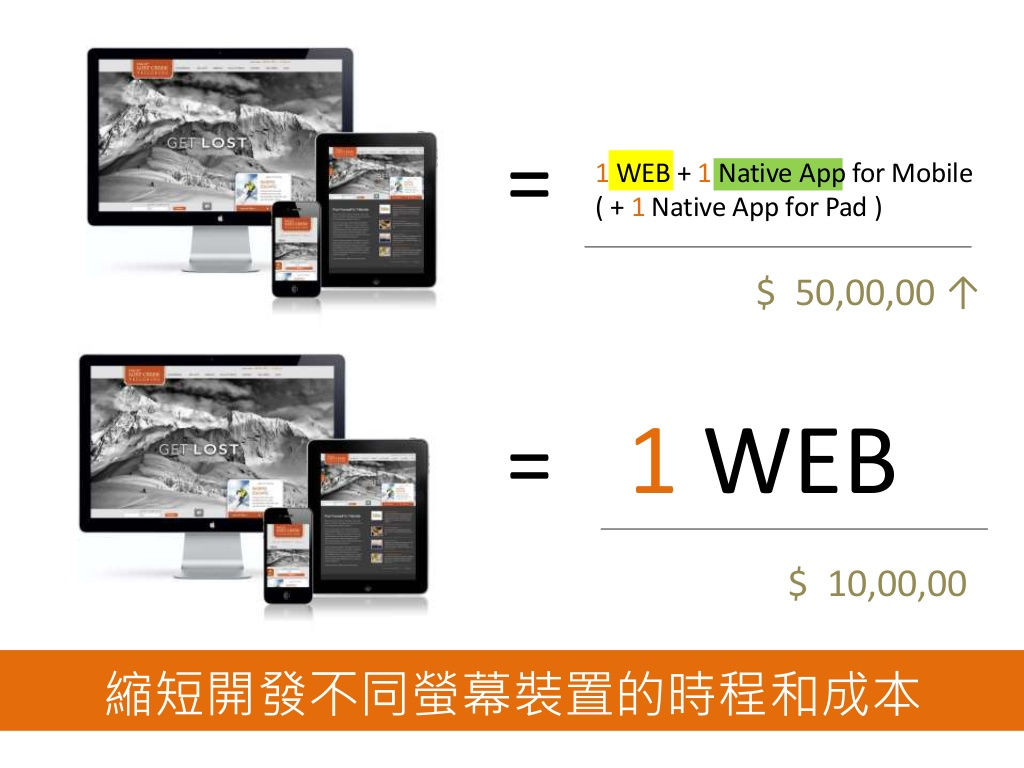 GET LOST
=
1 WEB + 1 Native App for Mobile
( + 1 Native App for Pad )
$ 50,00,00 ↑
GET LOST
=
1 WEB
$ 10,00,00
縮短開發不同螢幕裝置的時程和成本